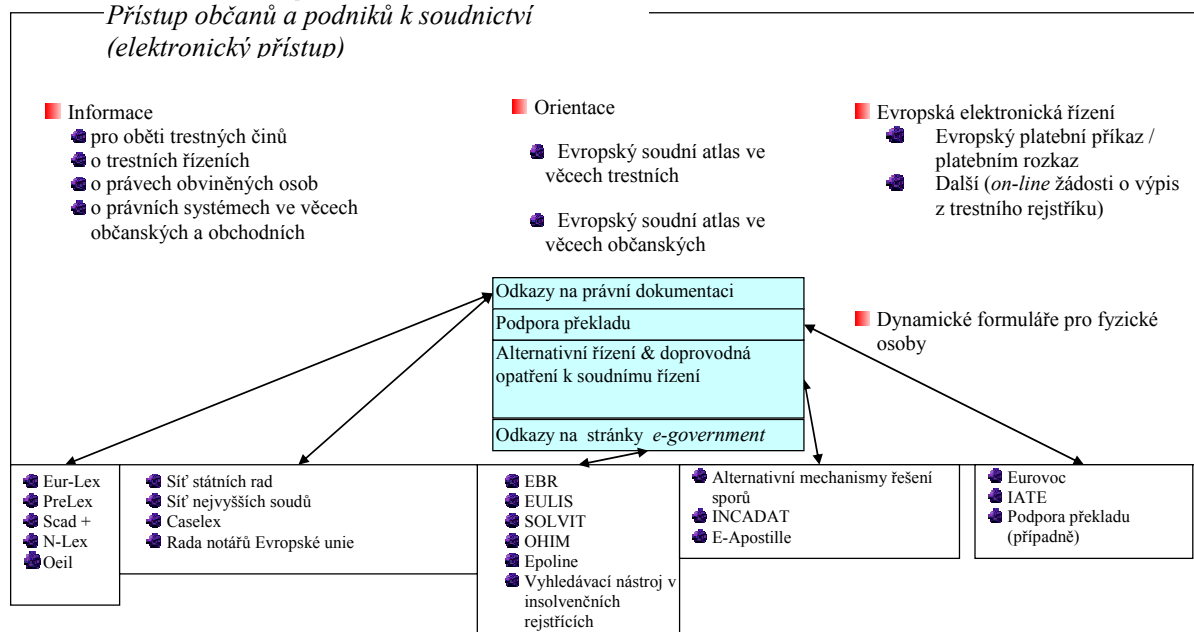 Přístup občanů a podniků k soudnictví
(elektronický přístup)
Informace
pro oběti trestných činů
o trestních řízeních
o právech obviněných osob
o právních systémech ve věcech
občanských a obchodních
Orientace
Evropský soudní atlas ve
věcech trestních
Evropský soudní atlas ve
věcech občanských
Evropská elektronická řízení
Evropský platební příkaz /
platebním rozkaz
Další (on-line žádosti o výpis
z trestního rejstříku)
Dynamické formuláře pro fyzické
osoby
Odkazy na právní dokumentaci
Podpora překladu
Alternativní řízení & doprovodná
opatření k soudnímu řízení
Odkazy na stránky e-government
Eur-Lex
PreLex
Scad +
N-Lex
Oeil
Síť státních rad
Síť nejvyšších soudů
Caselex
Rada notářů Evropské unie
EBR
EULIS
SOLVIT
OHIM
Epoline
Vyhledávací nástroj v
insolvenčních
rejstřících
Alternativní mechanismy řešení
sporů
INCADAT
E-Apostille
Eurovoc
IATE
Podpora překladu
(případně)